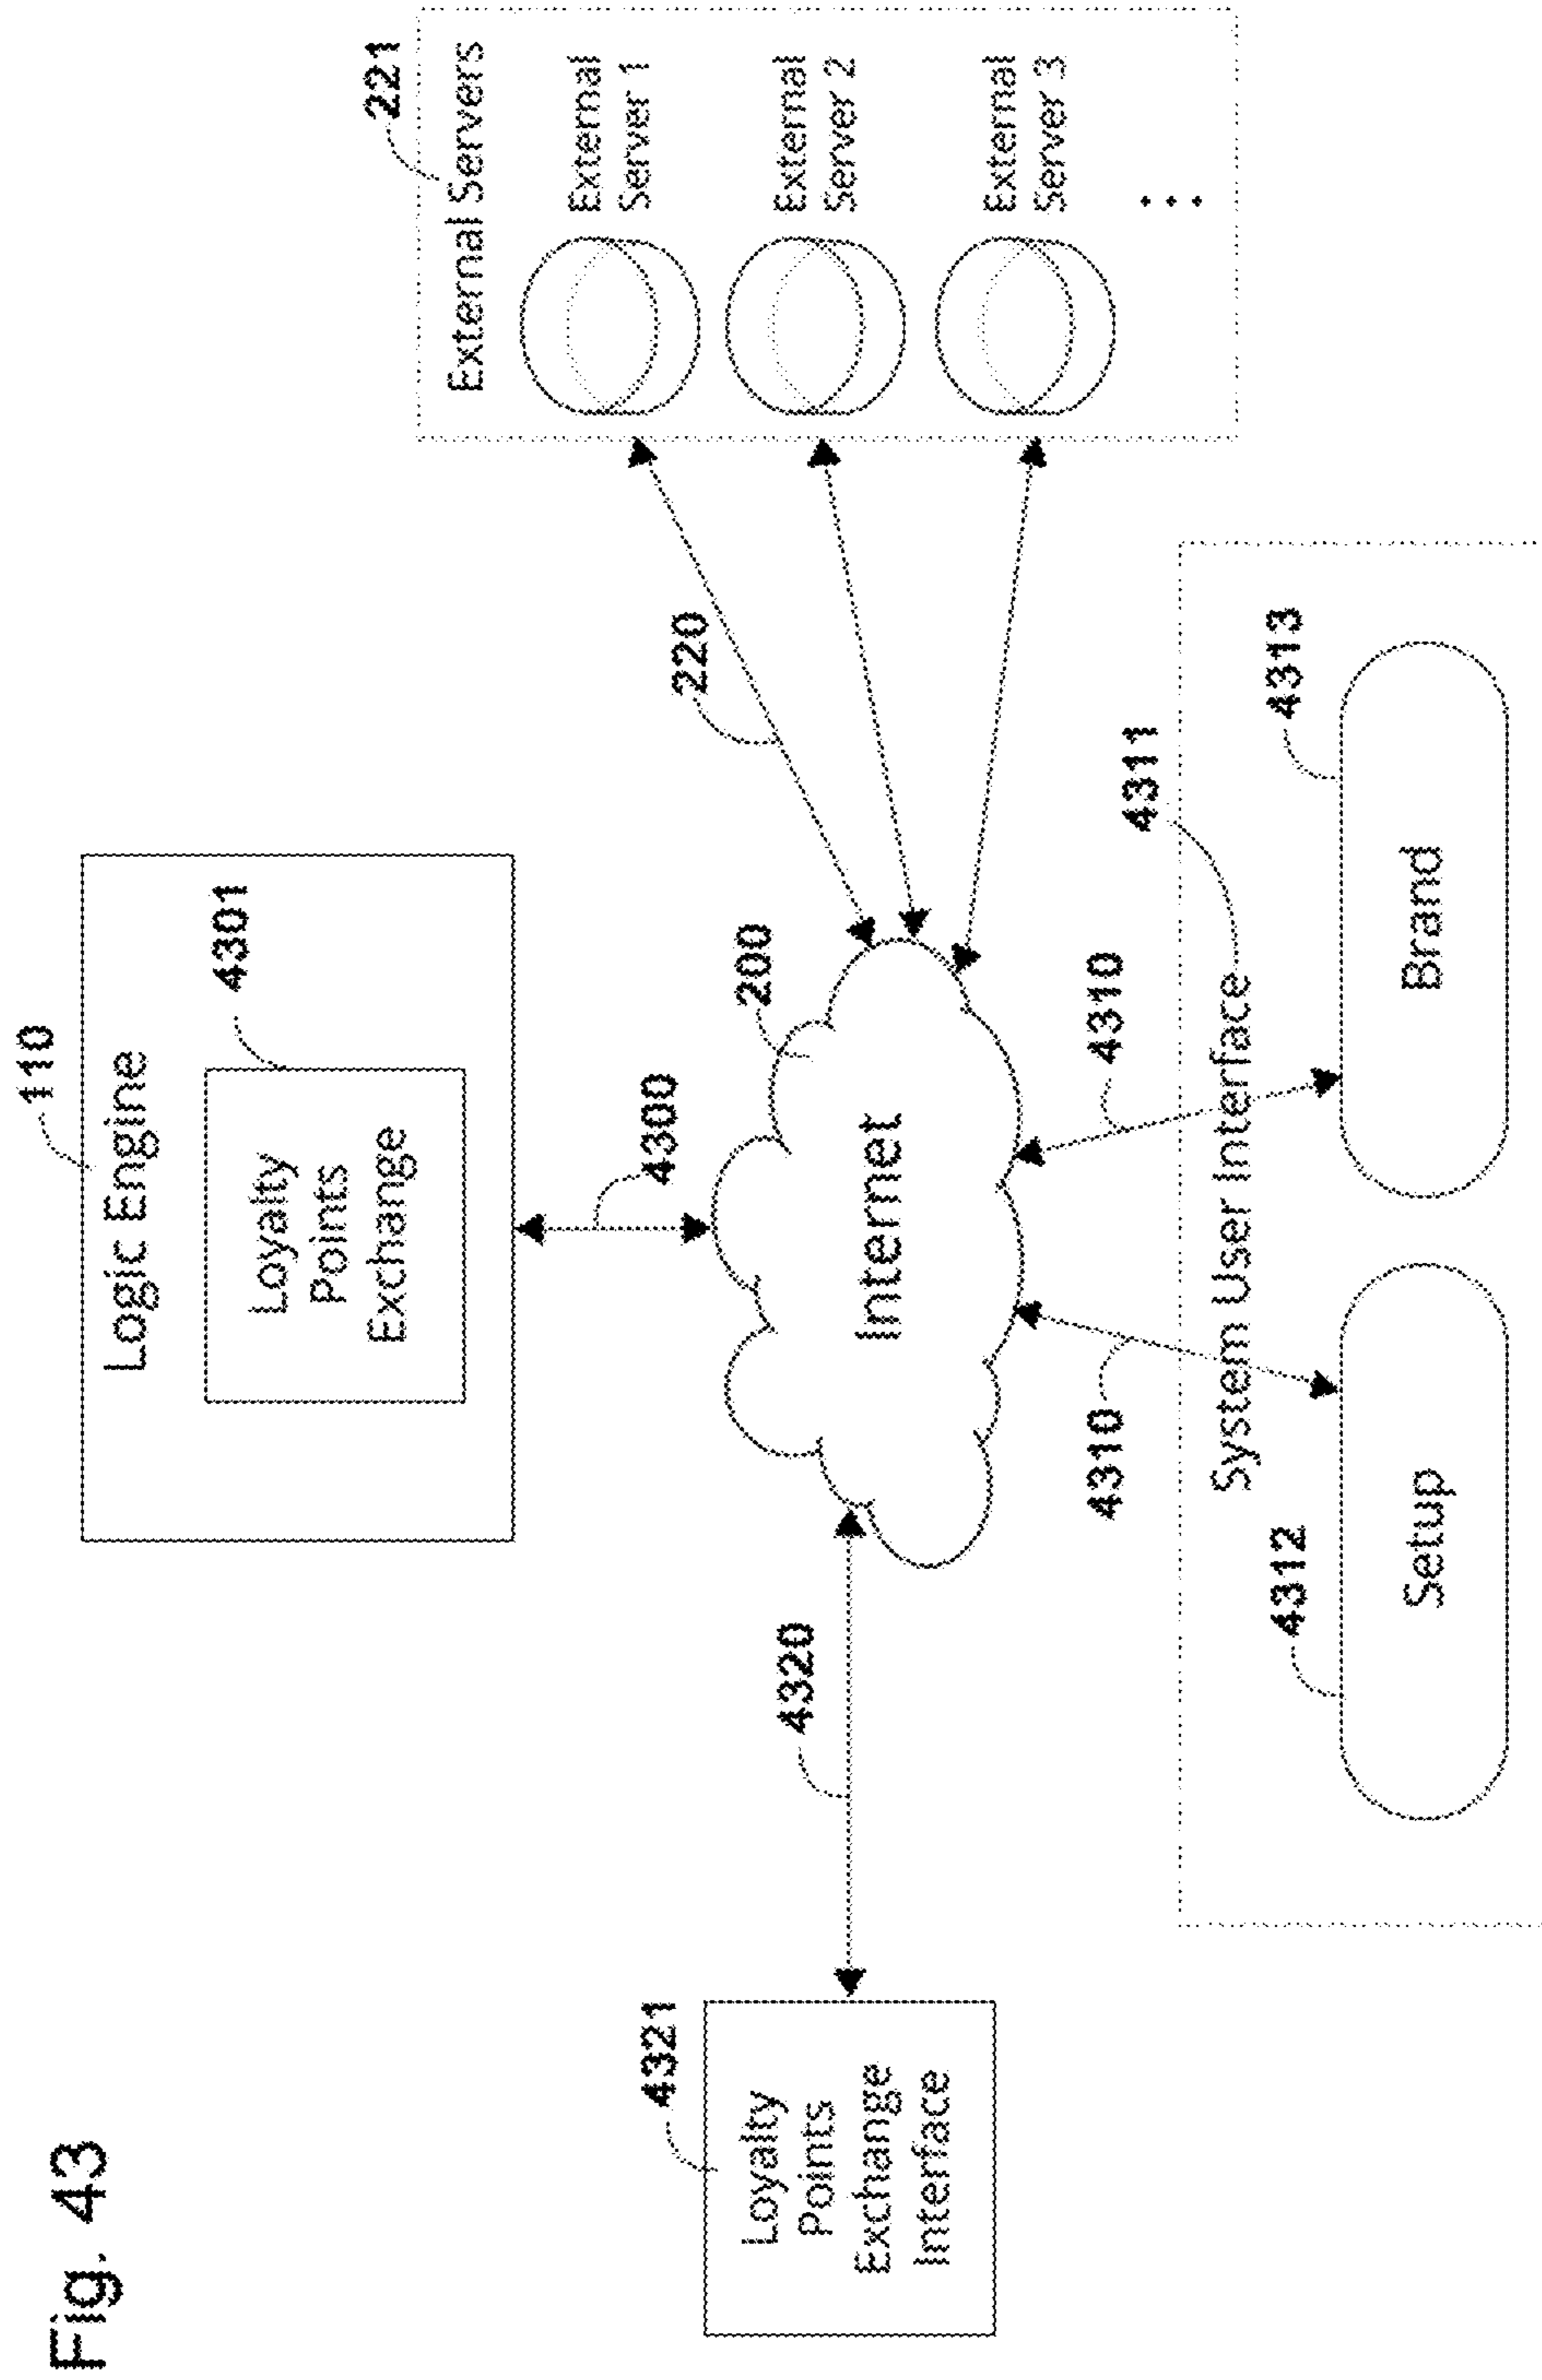 Fig. 43
110
Logic Engine
4301
Loyalty
Points
Exchange
4300
200
Internet
221
External Servers
External
Server 1
External
Server 2
External
Server 3
...
220
4320
4321
Loyalty
Points
Exchange
Interface
4310
4310
4311
System User Interface
4312
Setup
4313
Brand